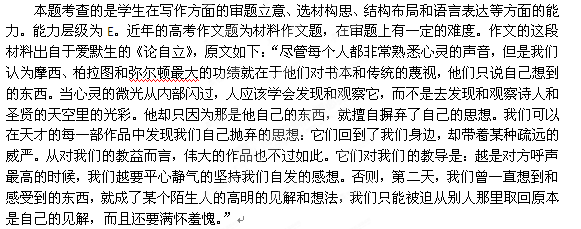 本题考查的是学生在写作方面的审题立意、选材构思、结构布局和语言表达等方面的能
力。能力层级为 E。近年的高考作文题为材料作文题，在审题上有一定的难度。作文的这段
材料出自于爱默生的《论自立》，原文如下：“尽管每个人都非常熟悉心灵的声音，但是我们
认为摩西、柏拉图和弥尔顿最大的功绩就在于他们对书本和传统的蔑视，他们只说自己想到
的东西。当心灵的微光从内部闪过，人应该学会发现和观察它，而不是去发现和观察诗人和
圣贤的天空里的光彩。他却只因为那是他自己的东西，就擅自摒弃了自己的思想。我们可以
在天才的每一部作品中发现我们自己抛弃的思想：它们回到了我们身边，却带着某种疏远的
威严。从对我们的教益而言，伟大的作品也不过如此。它们对我们的教导是：越是对方呼声
最高的时候，我们越要平心静气的坚持我们自发的感想。否则，第二天，我们曾一直想到和
感受到的东西，就成了某个陌生人的高明的见解和想法，我们只能被迫从别人那里取回原本
是自己的见解，而且还要满怀羞愧。”